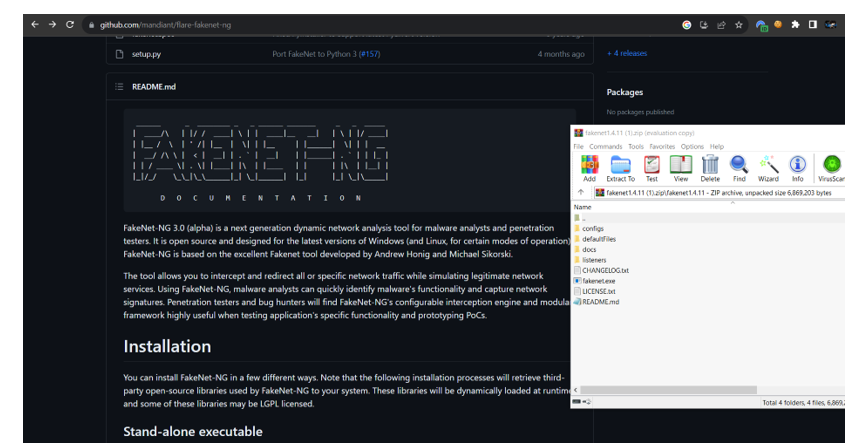 github.com/mandiant/flare-fakenet-ng
setup.py
Port FakeNet to Python 3 (#157)
4 months ago
+ 4 releases
README.md
Packages
No packages published
FAKENET-NG
D O C U M E N T A T I O N
FakeNet-NG 3.0 (alpha) is a next generation dynamic network analysis tool for malware analysts and penetration
testers. It is open source and designed for the latest versions of Windows (and Linux, for certain modes of operation)
FakeNet-NG is based on the excellent Fakenet tool developed by Andrew Honig and Michael Sikorski.
The tool allows you to intercept and redirect all or specific network traffic while simulating legitimate network
services. Using FakeNet-NG, malware analysts can quickly identify malware's functionality and capture network
signatures. Penetration testers and bug hunters will find FakeNet-NG's configurable interception engine and modula
framework highly useful when testing application's specific functionality and prototyping PoCs.
Installation
You can install FakeNet-NG in a few different ways. Note that the following installation processes will retrieve third-
party open-source libraries used by FakeNet-NG to your system. These libraries will be dynamically loaded at runtime
and some of these libraries may be LGPL licensed.
Stand-alone executable
fakenet1.4.11 (1).zip (evaluation copy)
File Commands Tools Favorites Options Help
Add Extract To Test View Delete Find Wizard Info VirusScan
fakenet1.4.11 (1).zip\fakenet1.4.11 - ZIP archive, unpacked size 6,869,203 bytes
Name
..
configs
defaultFiles
docs
listeners
CHANGELOG.txt
fakenet.exe
LICENSE.txt
README.md
Total 4 folders, 4 files, 6,869,2